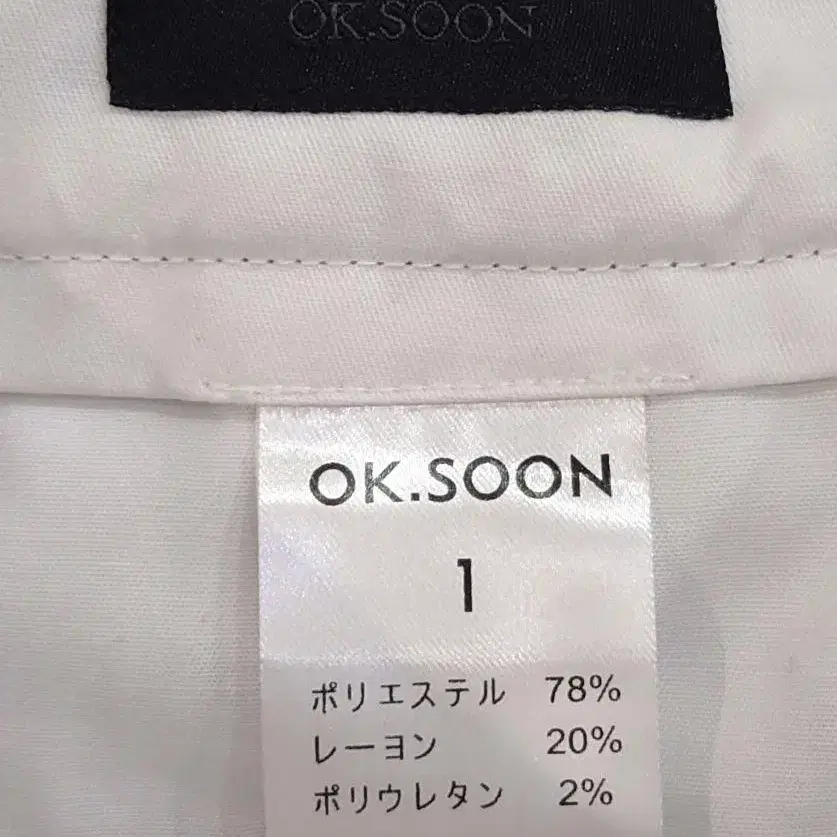 OK.SOON
OK.SOON
1
ポリエステル 78%
レーヨン 20%
ポリウレタン 2%